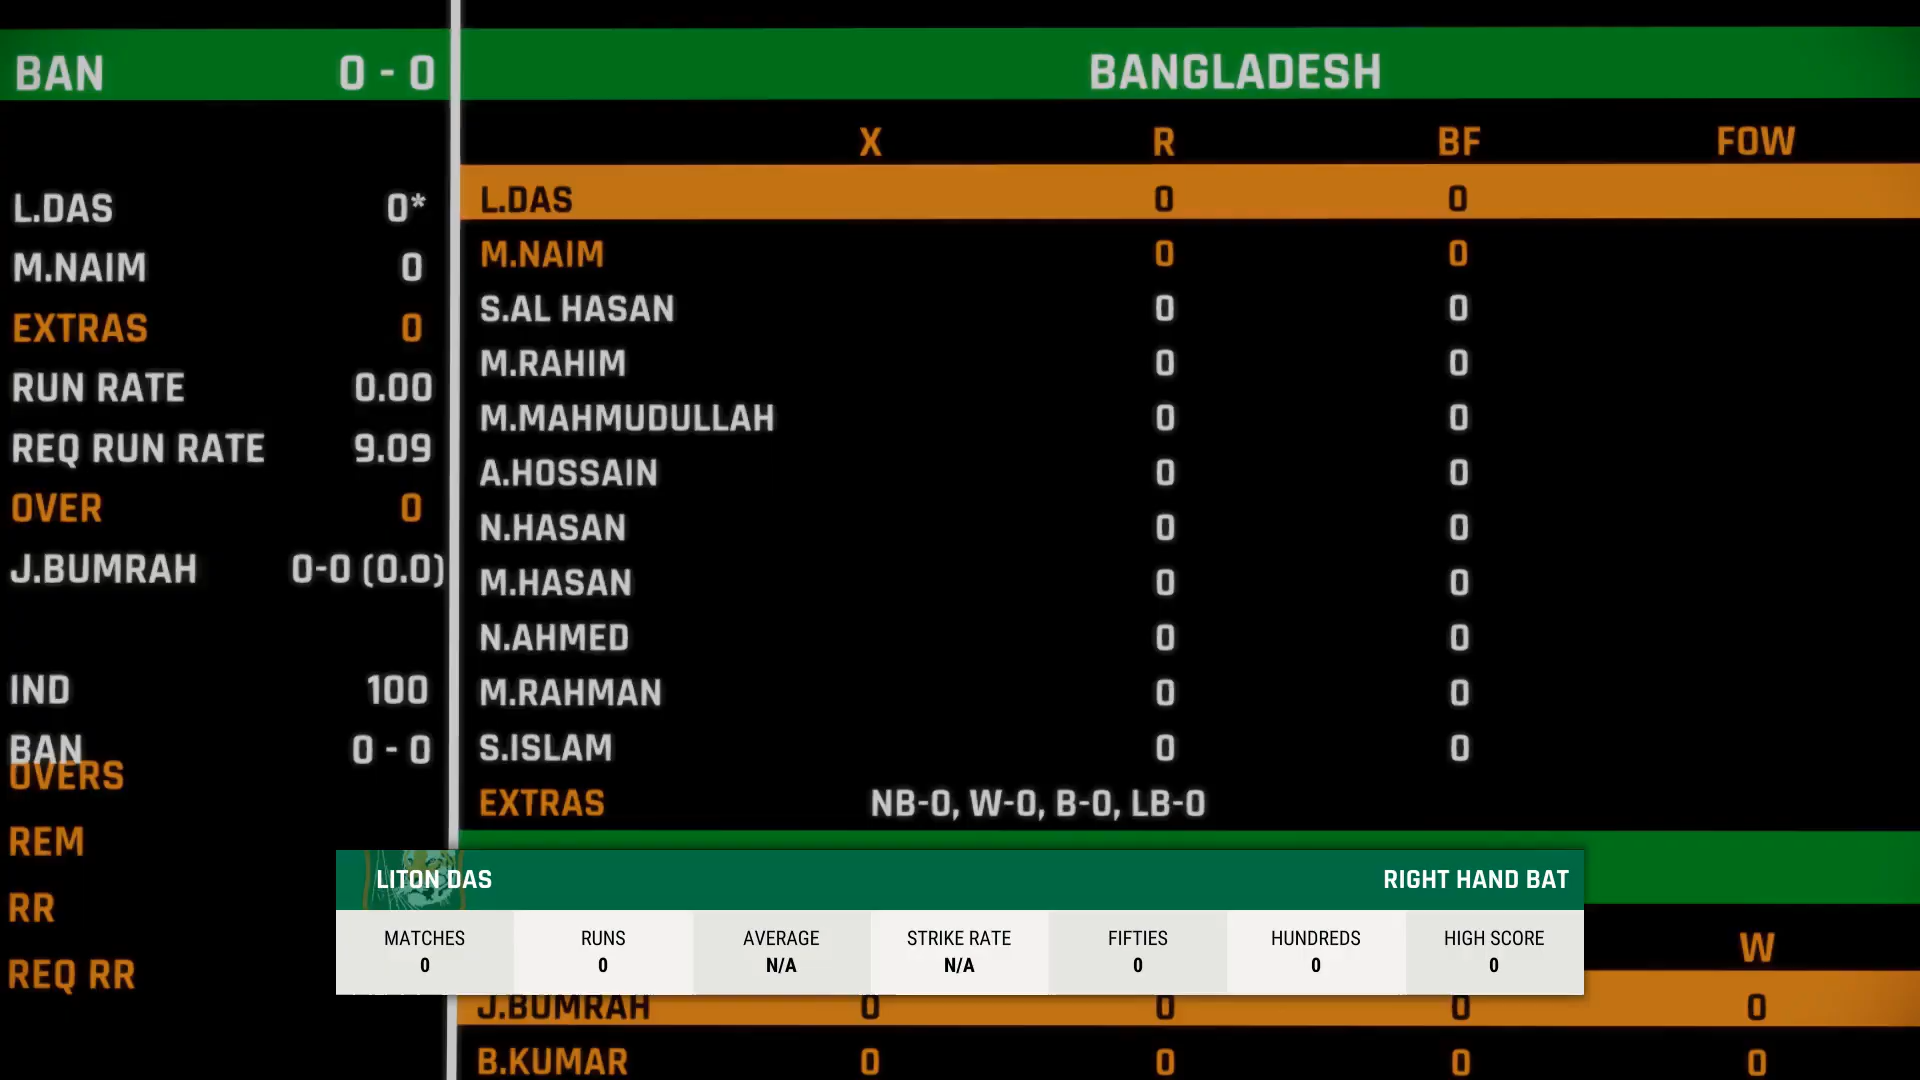 BAN 0 - 0
L.DAS 0*
M.NAIM 0
EXTRAS 0
RUN RATE 0.00
REQ RUN RATE 9.09
OVER 0
J.BUMRAH 0-0 (0.0)
IND 100
BAN 0 - 0
OVERS
REM
RR
REQ RR
BANGLADESH
X R BF FOW
L.DAS 0 0
M.NAIM 0 0
S.AL HASAN 0 0
M.RAHIM 0 0
M.MAHMUDULLAH 0 0
A.HOSSAIN 0 0
N.HASAN 0 0
M.HASAN 0 0
N.AHMED 0 0
M.RAHMAN 0 0
S.ISLAM 0 0
EXTRAS NB-0, W-0, B-0, LB-0
LITON DAS RIGHT HAND BAT
MATCHES RUNS AVERAGE STRIKE RATE FIFTIES HUNDREDS HIGH SCORE
0 0 N/A N/A 0 0 0
W
J.BUMRAH 0 0 0 0
B.KUMAR 0 0 0 0